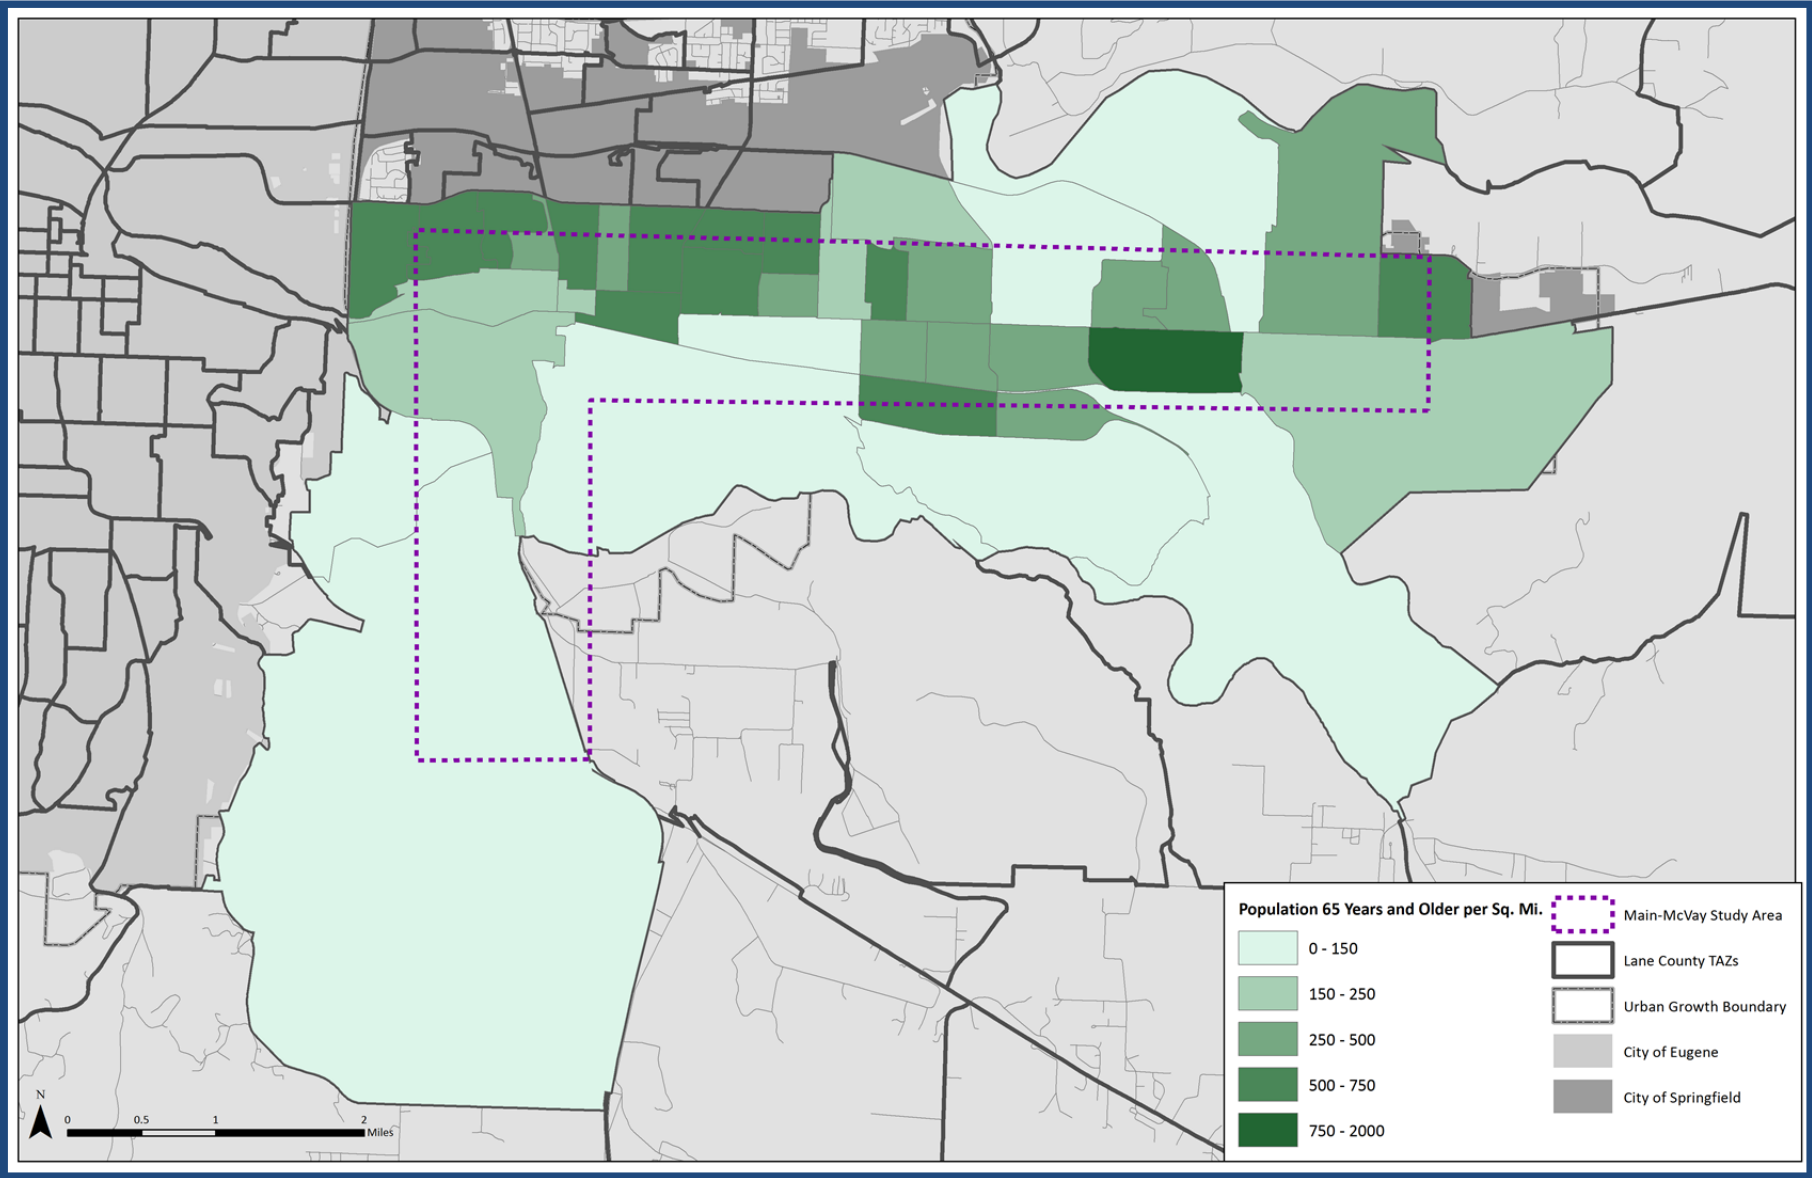 Population 65 Years and Older per Sq. Mi.
0 - 150
150 - 250
250 - 500
500 - 750
750 - 2000
Main-McVay Study Area
Lane County TAZs
Urban Growth Boundary
City of Eugene
City of Springfield
N
0 0.5 1 2
Miles